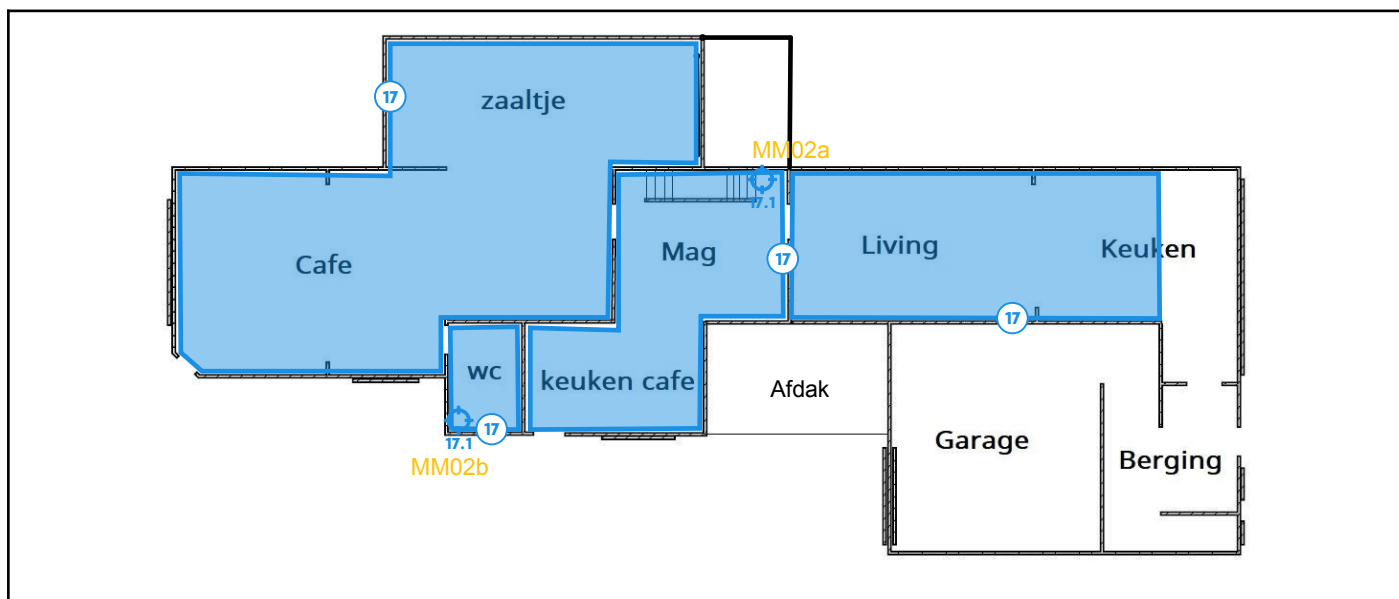 zaaltje
17
MM02a
17.1
Mag
Living
Keuken
Cafe
17
17
wc
keuken cafe
Afdak
17
17.1
MM02b
Garage
Berging